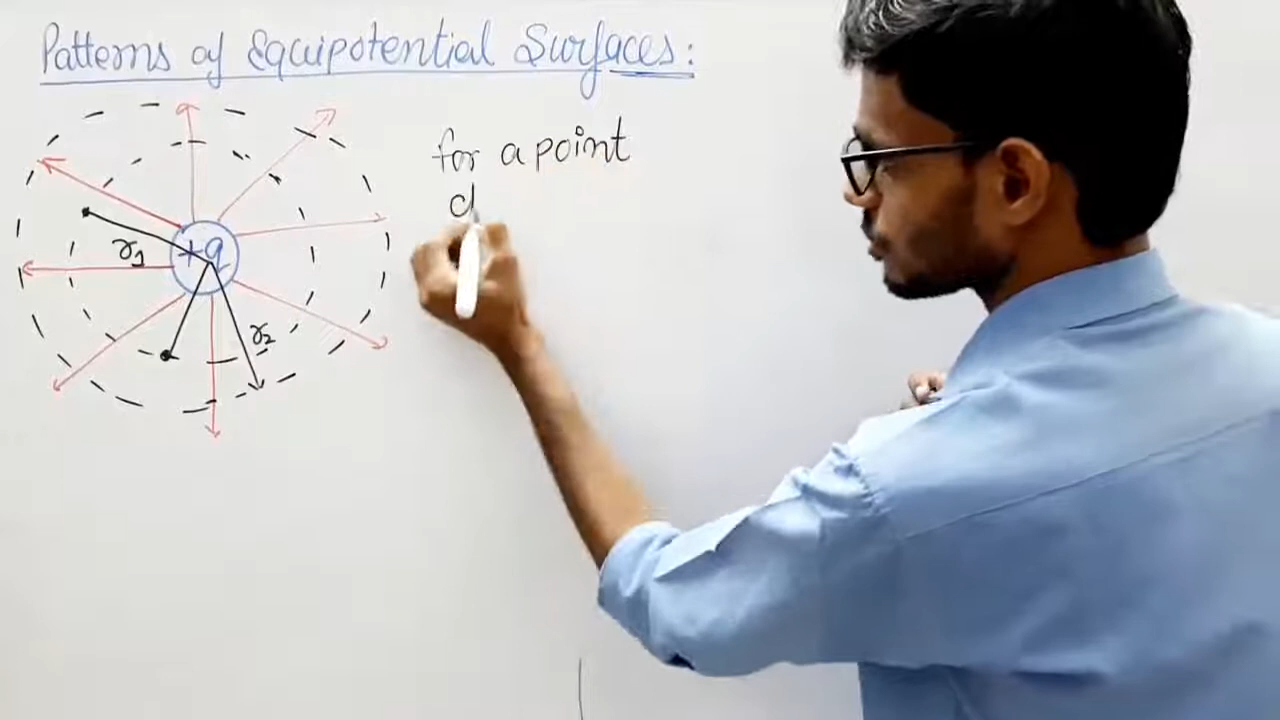 Patterns of Equipotential Surfaces:
for a point
+q
r1
r2